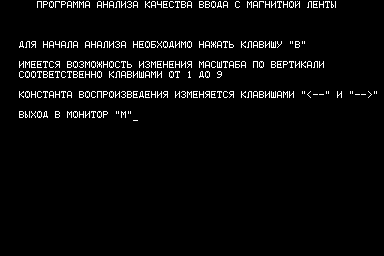 ПРОГРАММА АНАЛИЗА КАЧЕСТВА ВВОДА С МАГНИТНОЙ ЛЕНТЫ
ДЛЯ НАЧАЛА АНАЛИЗА НЕОБХОДИМО НАЖАТЬ КЛАВИШУ "В"
ИМЕЕТСЯ ВОЗМОЖНОСТЬ ИЗМЕНЕНИЯ МАСШТАБА ПО ВЕРТИКАЛИ
СООТВЕТСТВЕННО КЛАВИШАМИ ОТ 1 ДО 9
КОНСТАНТА ВОСПРОИЗВЕДЕНИЯ ИЗМЕНЯЕТСЯ КЛАВИШАМИ "<--" И "-->"
ВЫХОД В МОНИТОР "М"_